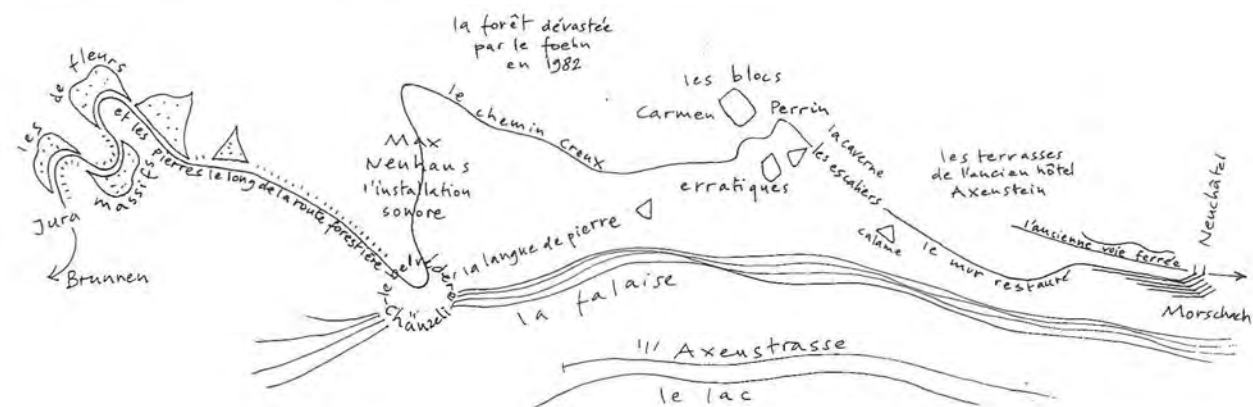 la forêt dévastée
par le foehn
en 1982
les massifs de fleurs
et les pierres le long de la route forestière
Jura
Brunnen
Max
Neuhaus
l'installation
sonore
le chemin creux
les blocs
Carmen Perrin
erratiques
la caverne
les escaliers
calame
les terrasses
de l'ancien hôtel
Axenstein
l'ausienne voie ferrée
le mur restauré
Neuchâtel
Morschach
le belvédère
Chänzeli
la langue de pierre
la falaise
Axenstrasse
le lac